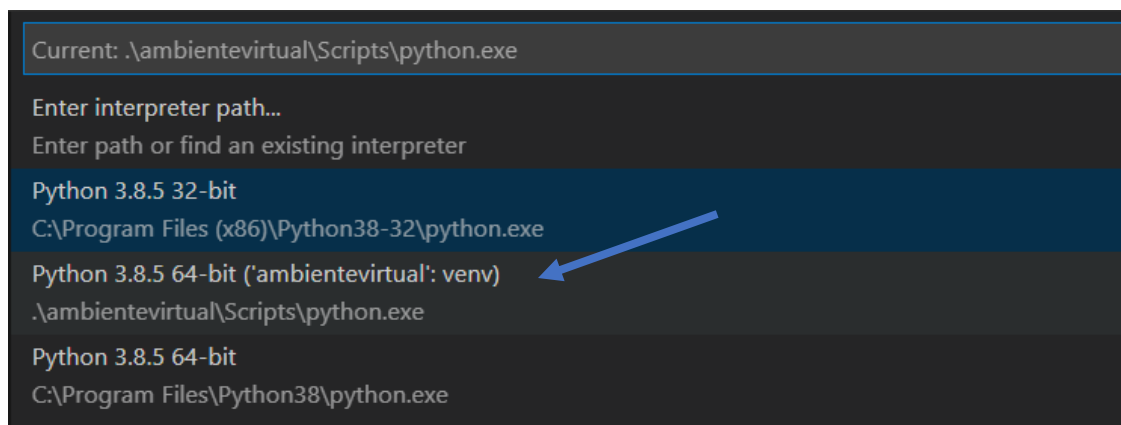 Current: .\ambientevirtual\Scripts\python.exe
Enter interpreter path...
Enter path or find an existing interpreter
Python 3.8.5 32-bit
C:\Program Files (x86)\Python38-32\python.exe
Python 3.8.5 64-bit ('ambientevirtual': venv)
.\ambientevirtual\Scripts\python.exe
Python 3.8.5 64-bit
C:\Program Files\Python38\python.exe